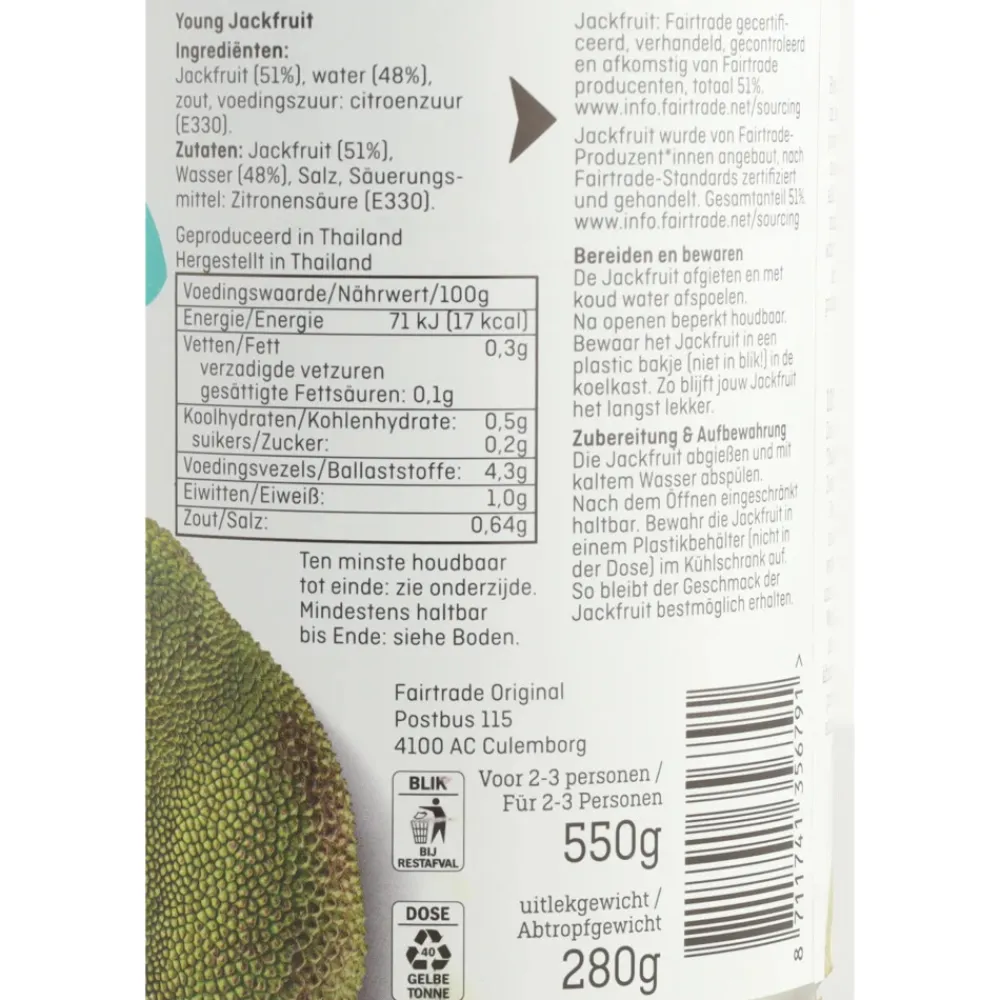 Young Jackfruit
Ingrediënten:
Jackfruit (51%), water (48%),
zout, voedingszuur: citroenzuur
(E330).
Zutaten: Jackfruit (51%),
Wasser (48%), Salz, Säuerungs-
mittel: Zitronensäure (E330).
Geproduceerd in Thailand
Hergestellt in Thailand
Voedingswaarde/Nährwert/100g
Energie/Energie 71 kJ (17 kcal)
Vetten/Fett 0,3g
verzadigde vetzuren
gesättigte Fettsäuren: 0,1g
Koolhydraten/Kohlenhydrate: 0,5g
suikers/Zucker: 0,2g
Voedingsvezels/Ballaststoffe: 4,3g
Eiwitten/Eiweiß: 1,0g
Zout/Salz: 0,64g
Ten minste houdbaar
tot einde: zie onderzijde.
Mindestens haltbar
bis Ende: siehe Boden.
Jackfruit: Fairtrade gecertifi-
ceerd, verhandeld, gecontroleerd
en afkomstig van Fairtrade
producenten, totaal 51%.
www.info.fairtrade.net/sourcing
Jackfruit wurde von Fairtrade-
Produzent*innen angebaut, nach
Fairtrade-Standards zertifiziert
und gehandelt. Gesamtanteil 51%
www.info.fairtrade.net/sourcing
Bereiden en bewaren
De Jackfruit afgieten en met
koud water afspoelen.
Na openen beperkt houdbaar.
Bewaar het Jackfruit in een
plastic bakje (niet in blik!) in de
koelkast. Zo blijft jouw Jackfruit
het langst lekker.
Zubereitung & Aufbewahrung
Die Jackfruit abgießen und mit
kaltem Wasser abspülen.
Nach dem Öffnen eingeschränkt
haltbar. Bewahr die Jackfruit in
einem Plastikbehälter (nicht in
der Dose) im Kühlschrank auf.
So bleibt der Geschmack der
Jackfruit bestmöglich erhalten.
Fairtrade Original
Postbus 115
4100 AC Culemborg
BLIK
BIJ
RESTAFVAL
Voor 2-3 personen /
Für 2-3 Personen
550g
DOSE
40
GELBE
TONNE
uitlekgewicht /
Abtropfgewicht
280g
8 711741 356791 >